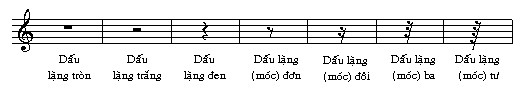 Dấu Dấu Dấu Dấu lặng Dấu lặng Dấu lặng Dấu lặng
lặng tròn lặng trắng lặng đen (móc) đơn (móc) đôi (móc) ba (móc) tư